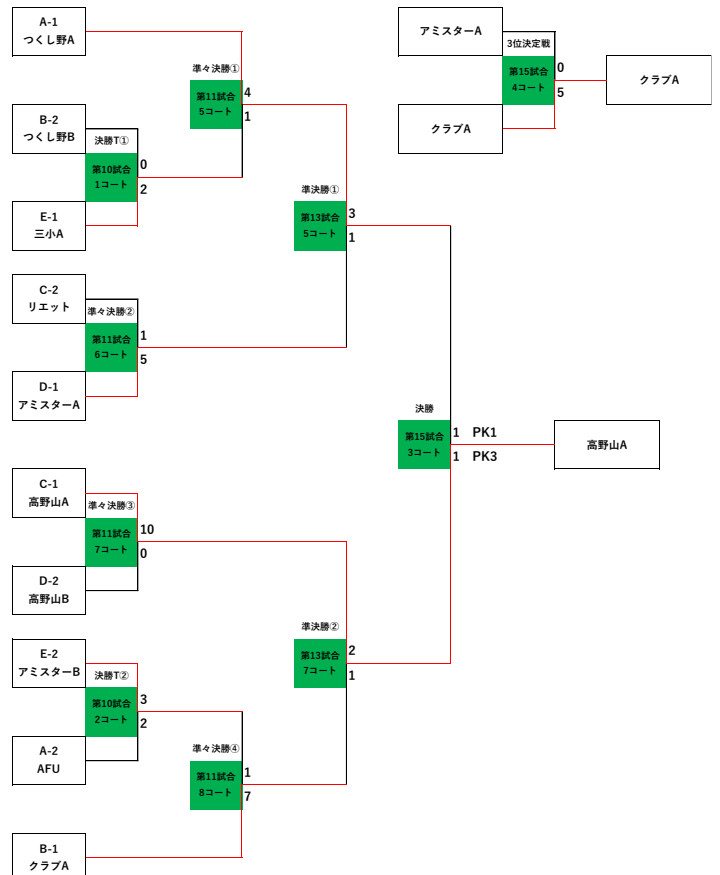 A-1
つくし野A
準々決勝①
第11試合
5コート
4
1
B-2
つくし野B
決勝T①
第10試合
1コート
0
2
E-1
三小A
準決勝①
第13試合
5コート
3
1
C-2
リエット
準々決勝②
第11試合
6コート
1
5
D-1
アミスターA
決勝
第15試合
3コート
1 PK1
1 PK3
高野山A
C-1
高野山A
準々決勝③
第11試合
7コート
10
0
D-2
高野山B
準決勝②
第13試合
7コート
2
1
E-2
アミスターB
決勝T②
第10試合
2コート
3
2
A-2
AFU
準々決勝④
第11試合
8コート
1
7
B-1
クラブA
アミスターA
3位決定戦
第15試合
4コート
0
5
クラブA
クラブA